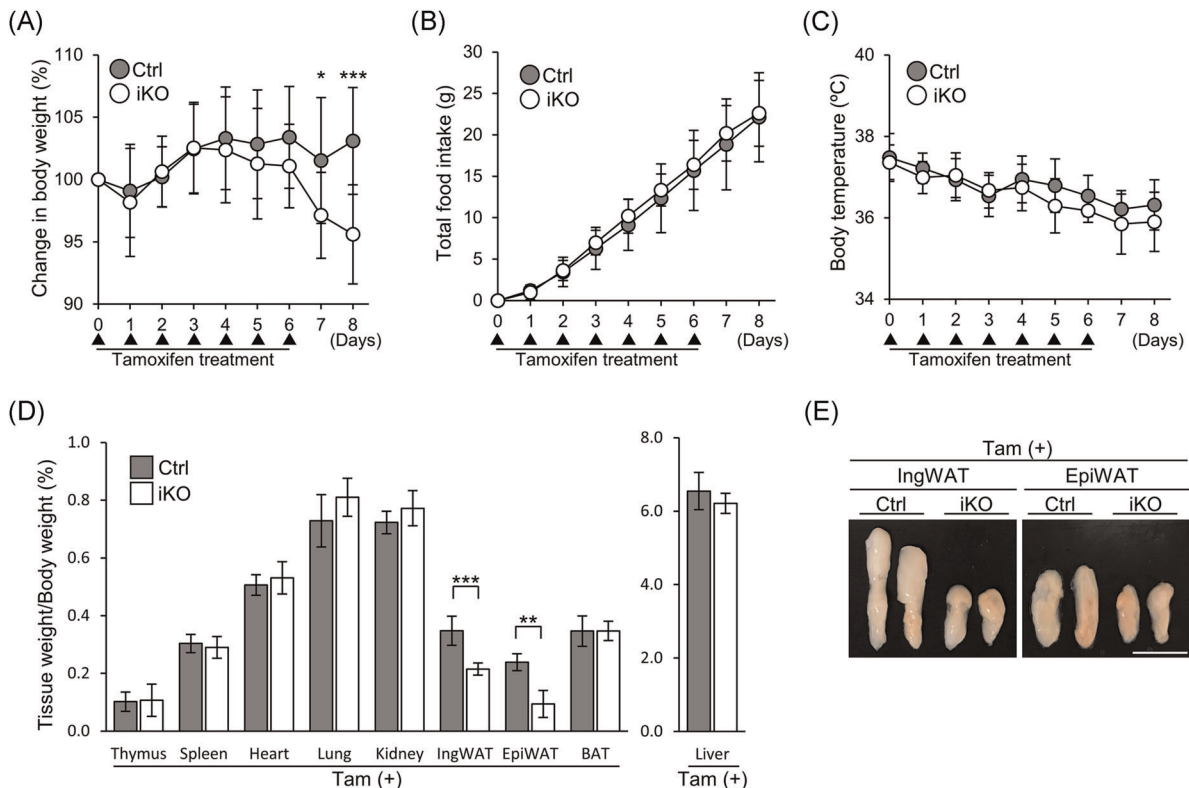 (A)
Change in body weight (%)
110
105
100
95
90
Ctrl
iKO
* ***
0 1 2 3 4 5 6 7 8
(Days)
Tamoxifen treatment
(B)
Total food intake (g)
30
25
20
15
10
5
0
Ctrl
iKO
0 1 2 3 4 5 6 7 8
(Days)
Tamoxifen treatment
(C)
Body temperature (ºC)
40
38
36
34
Ctrl
iKO
0 1 2 3 4 5 6 7 8
(Days)
Tamoxifen treatment
(D)
Tissue weight/Body weight (%)
1.0
0.8
0.6
0.4
0.2
0.0
Ctrl
iKO
***
**
Thymus Spleen Heart Lung Kidney IngWAT EpiWAT BAT
Tam (+)
8.0
6.0
4.0
2.0
0.0
Liver
Tam (+)
(E)
Tam (+)
IngWAT EpiWAT
Ctrl iKO Ctrl iKO